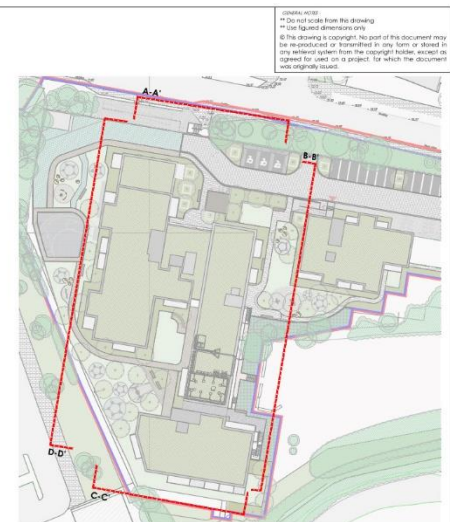 GENERAL NOTES
** Do not scale from this drawing
** Use figured dimensions only
© This drawing is copyright. No part of this document may
be re-produced or transmitted in any form or stored in
any retrieval system from the copyright holder, except as
agreed for used on a project, for which the document
was originally issued.
A-A'
B-B'
D-D'
C-C'